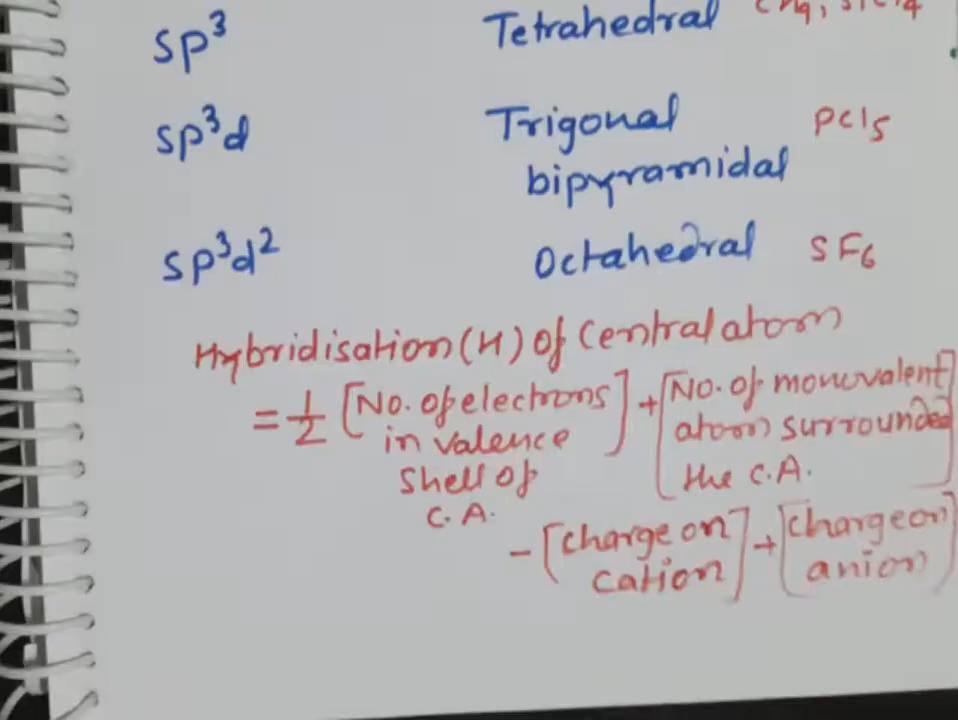 sp³ Tetrahedral
sp³d Trigonal PCl5
bipyramidal
sp³d² Octahedral SF6
Hybridisation (H) of Central atom
= 1/2 [No. of electrons in valence shell of C.A.] + [No. of monovalent atom surrounded the C.A.
- [charge on cation] + [charge on anion]